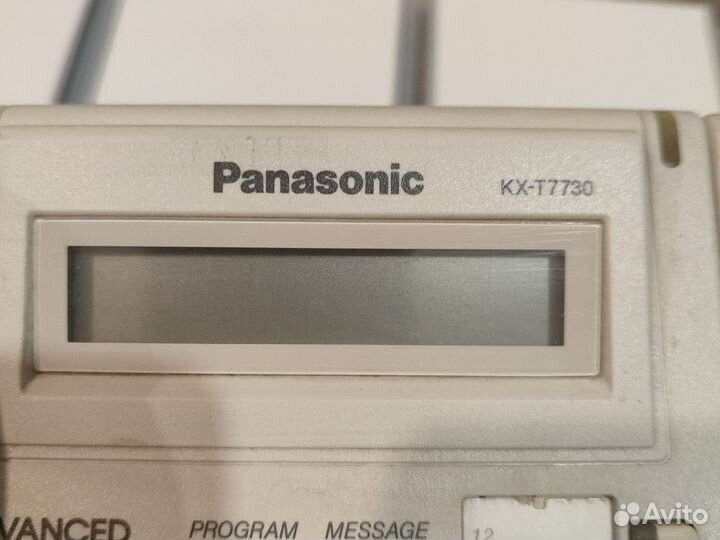 Panasonic KX-T7730
VANCED PROGRAM MESSAGE 12
Avito